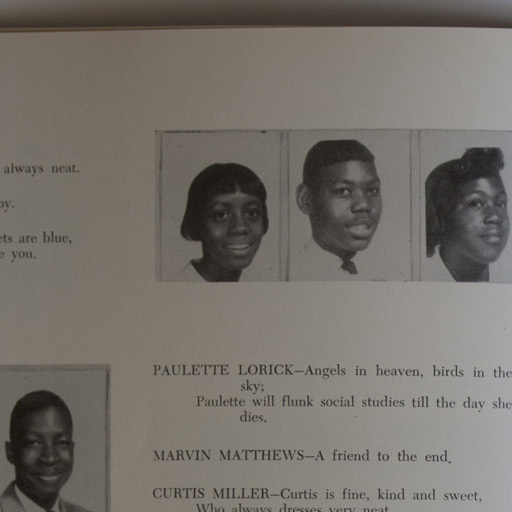 always neat.
oy.
ets are blue,
e you.
PAULETTE LORICK—Angels in heaven, birds in the
sky;
Paulette will flunk social studies till the day she
dies.
MARVIN MATTHEWS—A friend to the end.
CURTIS MILLER—Curtis is fine, kind and sweet,
Who always dresses very neat.